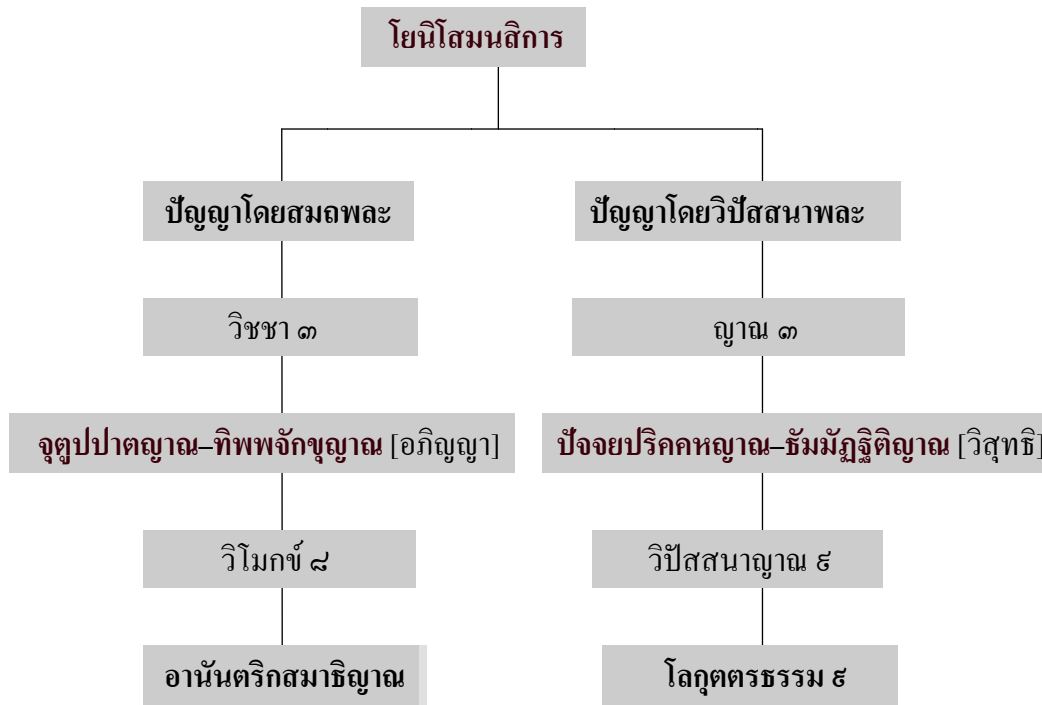 โยนิโสมนสิการ
ปัญญาโดยสมถพละ
ปัญญาโดยวิปัสสนาพละ
วิชชา ๓
ญาณ ๓
จุตูปปาตญาณ–ทิพพจักขุญาณ [อภิญญา]
ปัจจยปริคคหญาณ–ธัมมัฏฐิติญาณ [วิสุทธิ]
วิโมกข์ ๘
วิปัสสนาญาณ ๙
อานันตริกสมาธิญาณ
โลกุตตรธรรม ๙